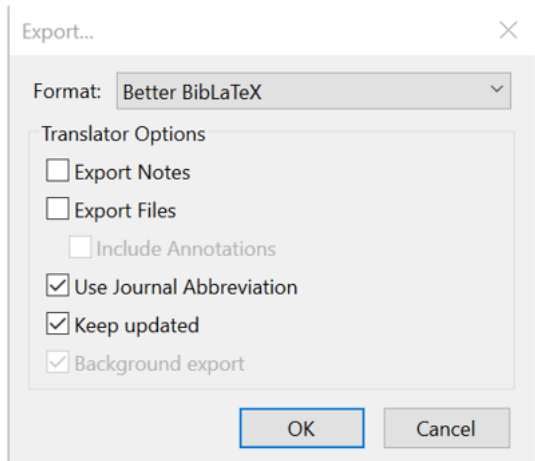 Export...
Format: Better BibLaTeX
Translator Options
Export Notes
Export Files
Include Annotations
Use Journal Abbreviation
Keep updated
Background export
OK Cancel